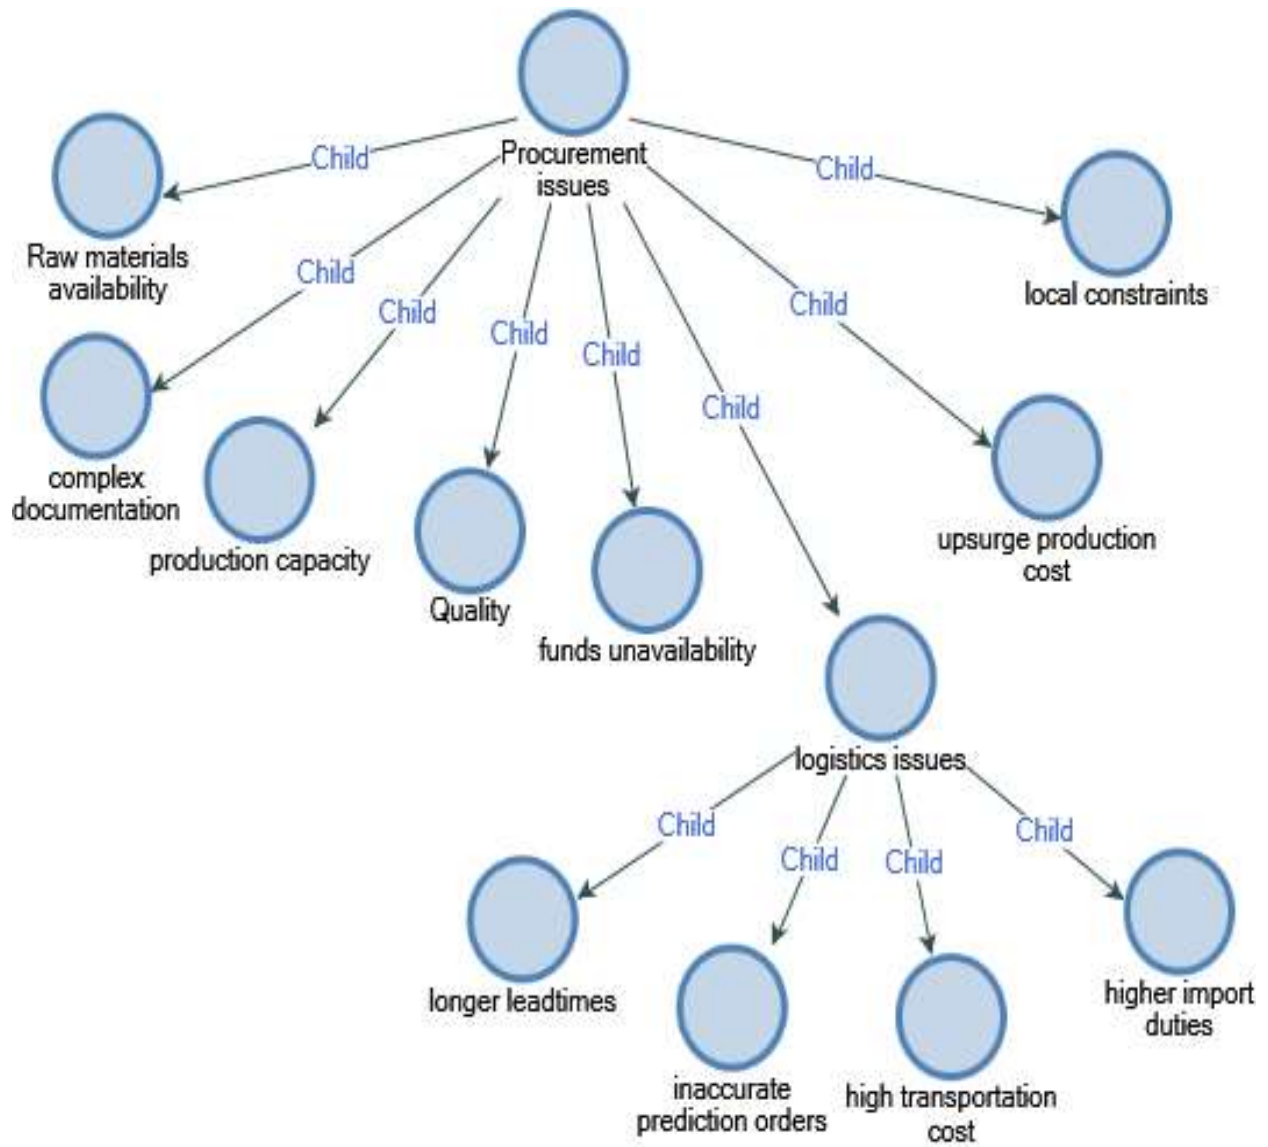 Procurement
issues
Child
Child
Child
Child
Child
Child
Child
Child
Raw materials
availability
local constraints
complex
documentation
production capacity
Quality
funds unavailability
upsurge production
cost
logistics issues
Child
Child
Child
Child
longer leadtimes
inaccurate
prediction orders
high transportation
cost
higher import
duties